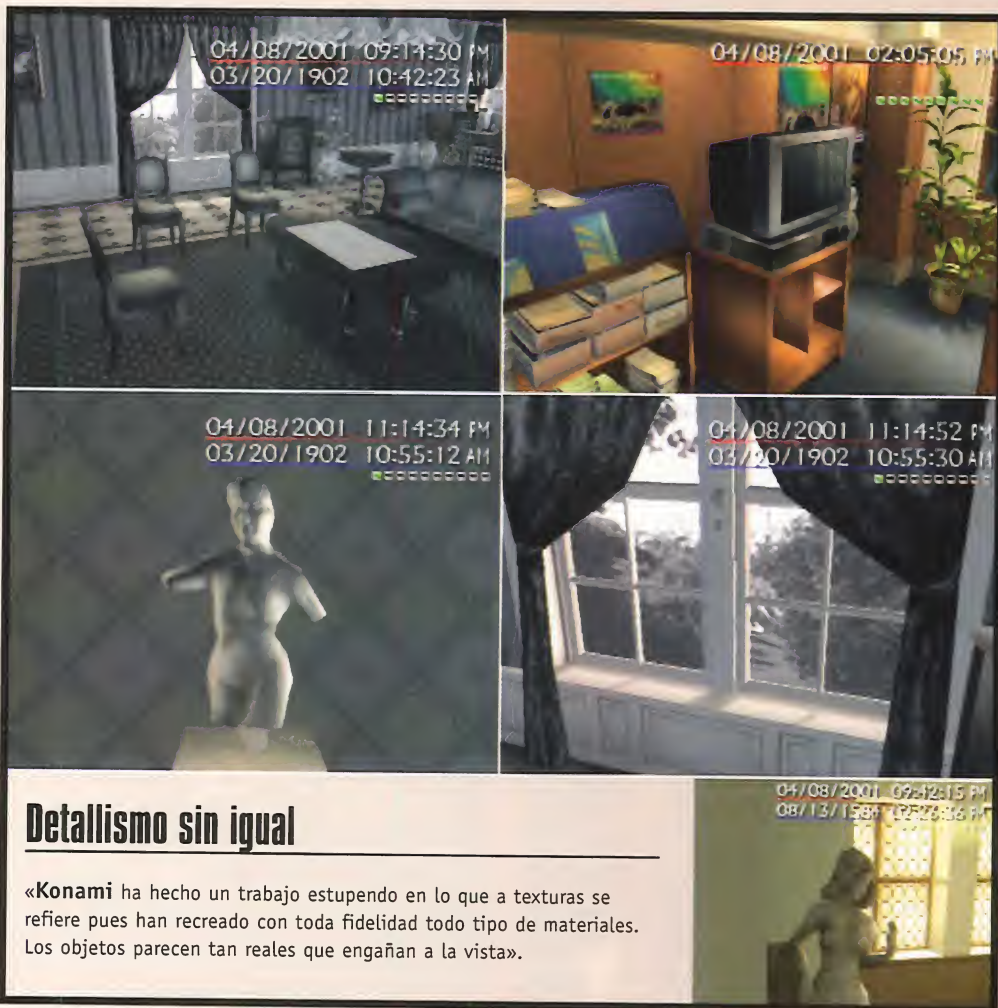 04/08/2001 09:14:30 PM
03/20/1902 10:42:23 AM
04/08/2001 02:05:05 PM
04/08/2001 11:14:34 PM
03/20/1902 10:55:12 AM
04/08/2001 11:14:52 PM
03/20/1902 10:55:30 AM
Detallismo sin igual
«Konami ha hecho un trabajo estupendo en lo que a texturas se
refiere pues han recreado con toda fidelidad todo tipo de materiales.
Los objetos parecen tan reales que engañan a la vista».
04/08/2001 09:42:15 PM